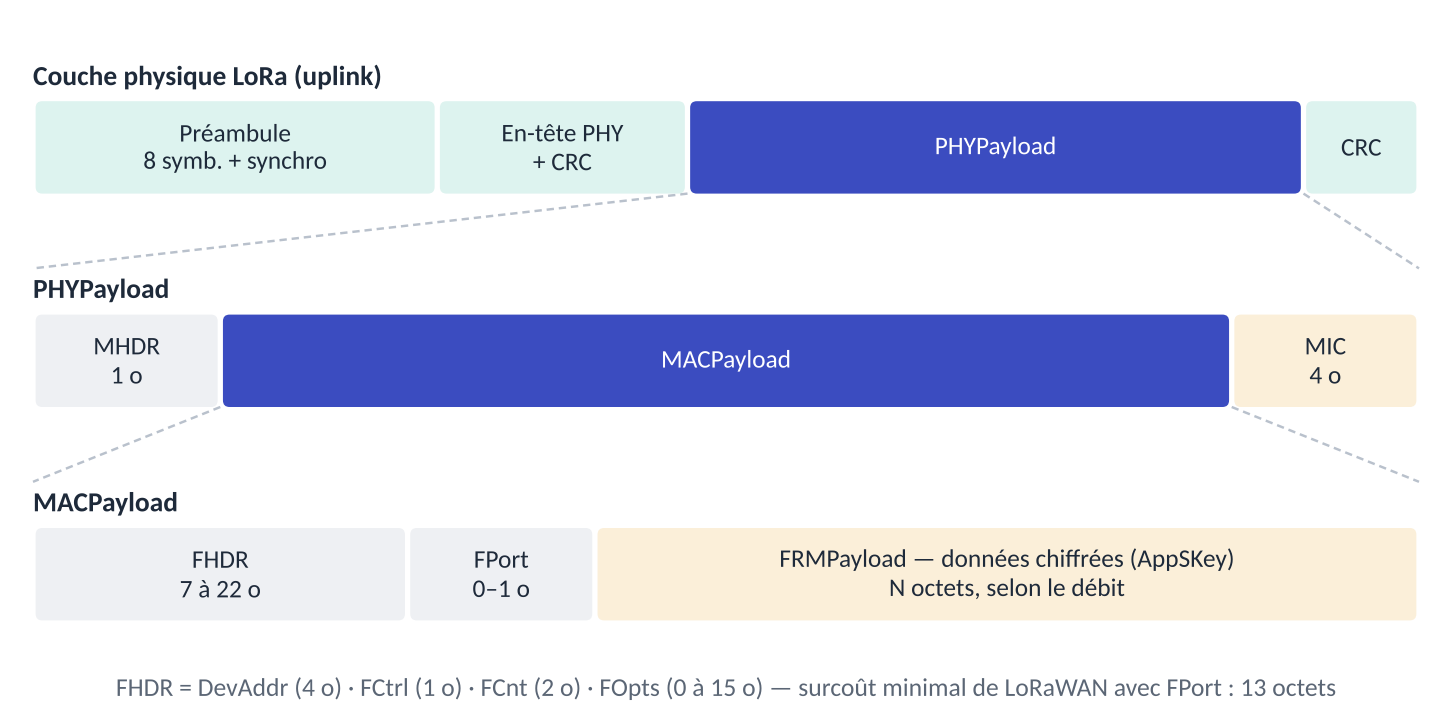 Couche physique LoRa (uplink)
Préambule
8 symb. + synchro
En-tête PHY
+ CRC
PHYPayload
CRC
PHYPayload
MHDR
1 o
MACPayload
MIC
4 o
MACPayload
FHDR
7 à 22 o
FPort
0–1 o
FRMPayload — données chiffrées (AppSKey)
N octets, selon le débit
FHDR = DevAddr (4 o) · FCtrl (1 o) · FCnt (2 o) · FOpts (0 à 15 o) — surcoût minimal de LoRaWAN avec FPort : 13 octets